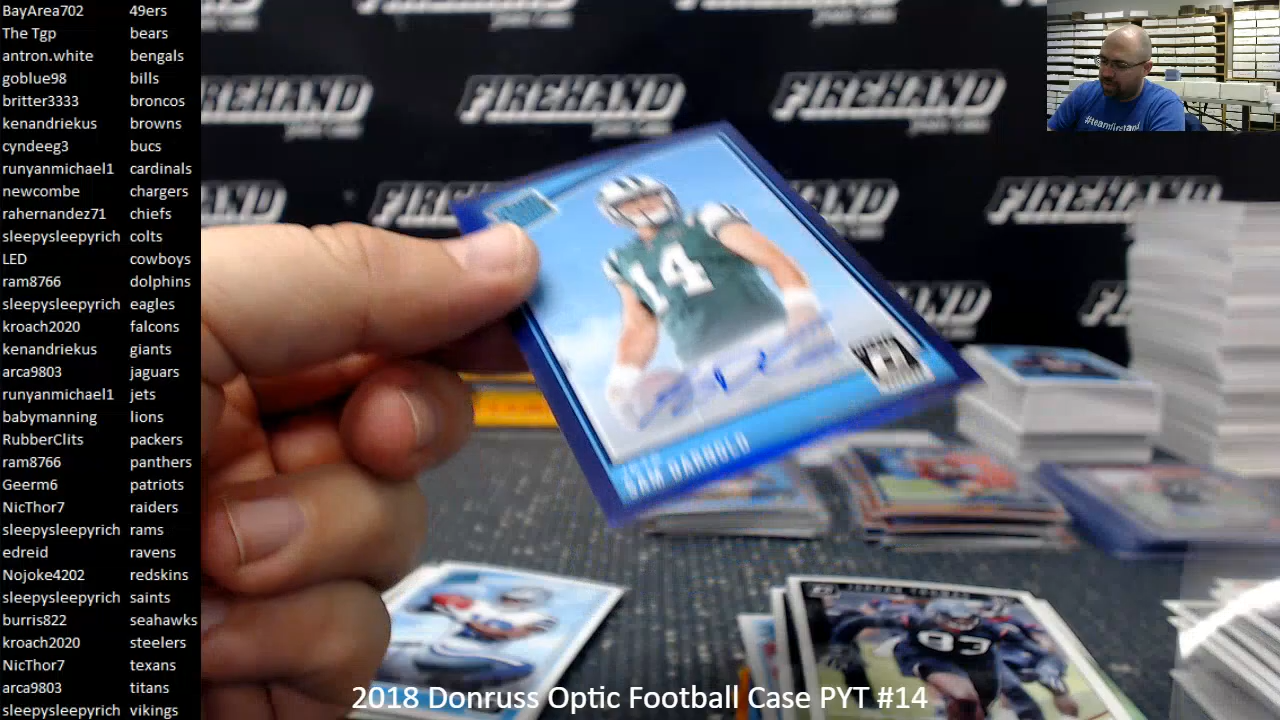 BayArea702 49ers
The Tgp bears
antron.white bengals
goblue98 bills
britter3333 broncos
kenandriekus browns
cyndeeg3 bucs
runyanmichael1 cardinals
newcombe chargers
rahernandez71 chiefs
sleepysleepyrich colts
LED cowboys
ram8766 dolphins
sleepysleepyrich eagles
kroach2020 falcons
kenandriekus giants
arca9803 jaguars
runyanmichael1 jets
babymanning lions
RubberClits packers
ram8766 panthers
Geerm6 patriots
NicThor7 raiders
sleepysleepyrich rams
edreid ravens
Nojoke4202 redskins
sleepysleepyrich saints
burris822 seahawks
kroach2020 steelers
NicThor7 texans
arca9803 titans
sleepysleepyrich vikings
FIREHAND
FIREHAND
FIREHAND
FIREHAND
14
SAM DARNOLD
93
2018 Donruss Optic Football Case PYT #14